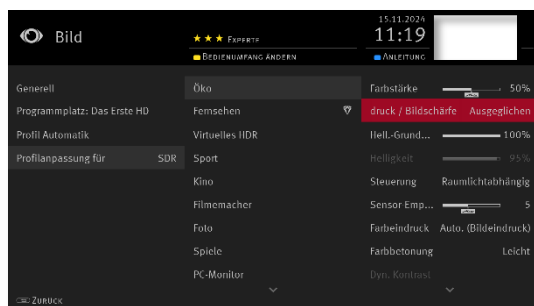 Bild
★ ★ ★ EXPERTE
BEDIENUMFANG ÄNDERN
15.11.2024
11:19
ANLEITUNG
Generell
Programmplatz: Das Erste HD
Profil Automatik
Profilanpassung für SDR
Öko
Fernsehen
Virtuelles HDR
Sport
Kino
Filmemacher
Foto
Spiele
PC-Monitor
Farbstärke 50%
druck / Bildschärfe Ausgeglichen
Hell.-Grund... 100%
Helligkeit 95%
Steuerung Raumlichtabhängig
Sensor Emp... 5
Farbeindruck Auto. (Bildeindruck)
Farbbetonung Leicht
Dyn. Kontrast
ZURÜCK